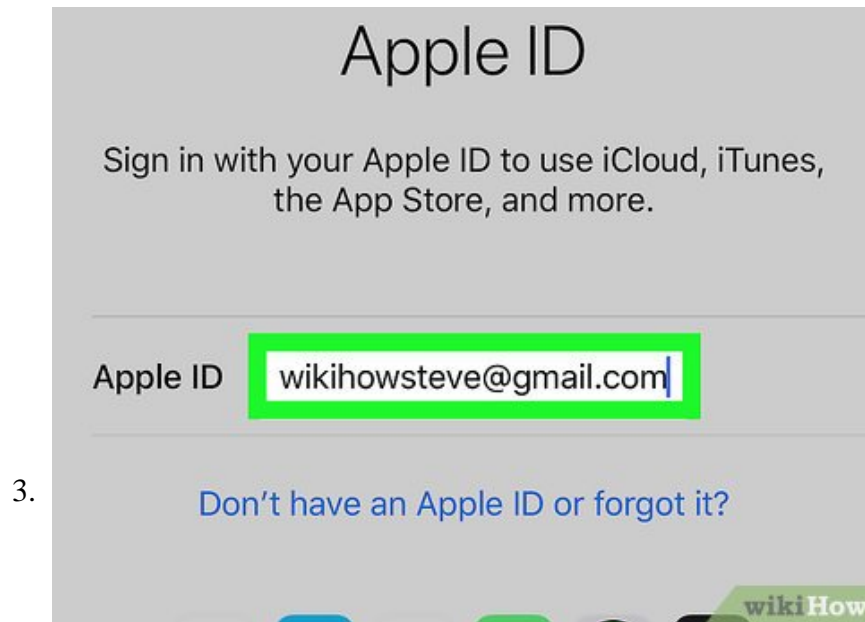 Apple ID
Sign in with your Apple ID to use iCloud, iTunes,
the App Store, and more.
Apple ID wikihowsteve@gmail.com
3.
Don't have an Apple ID or forgot it?
wikiHow